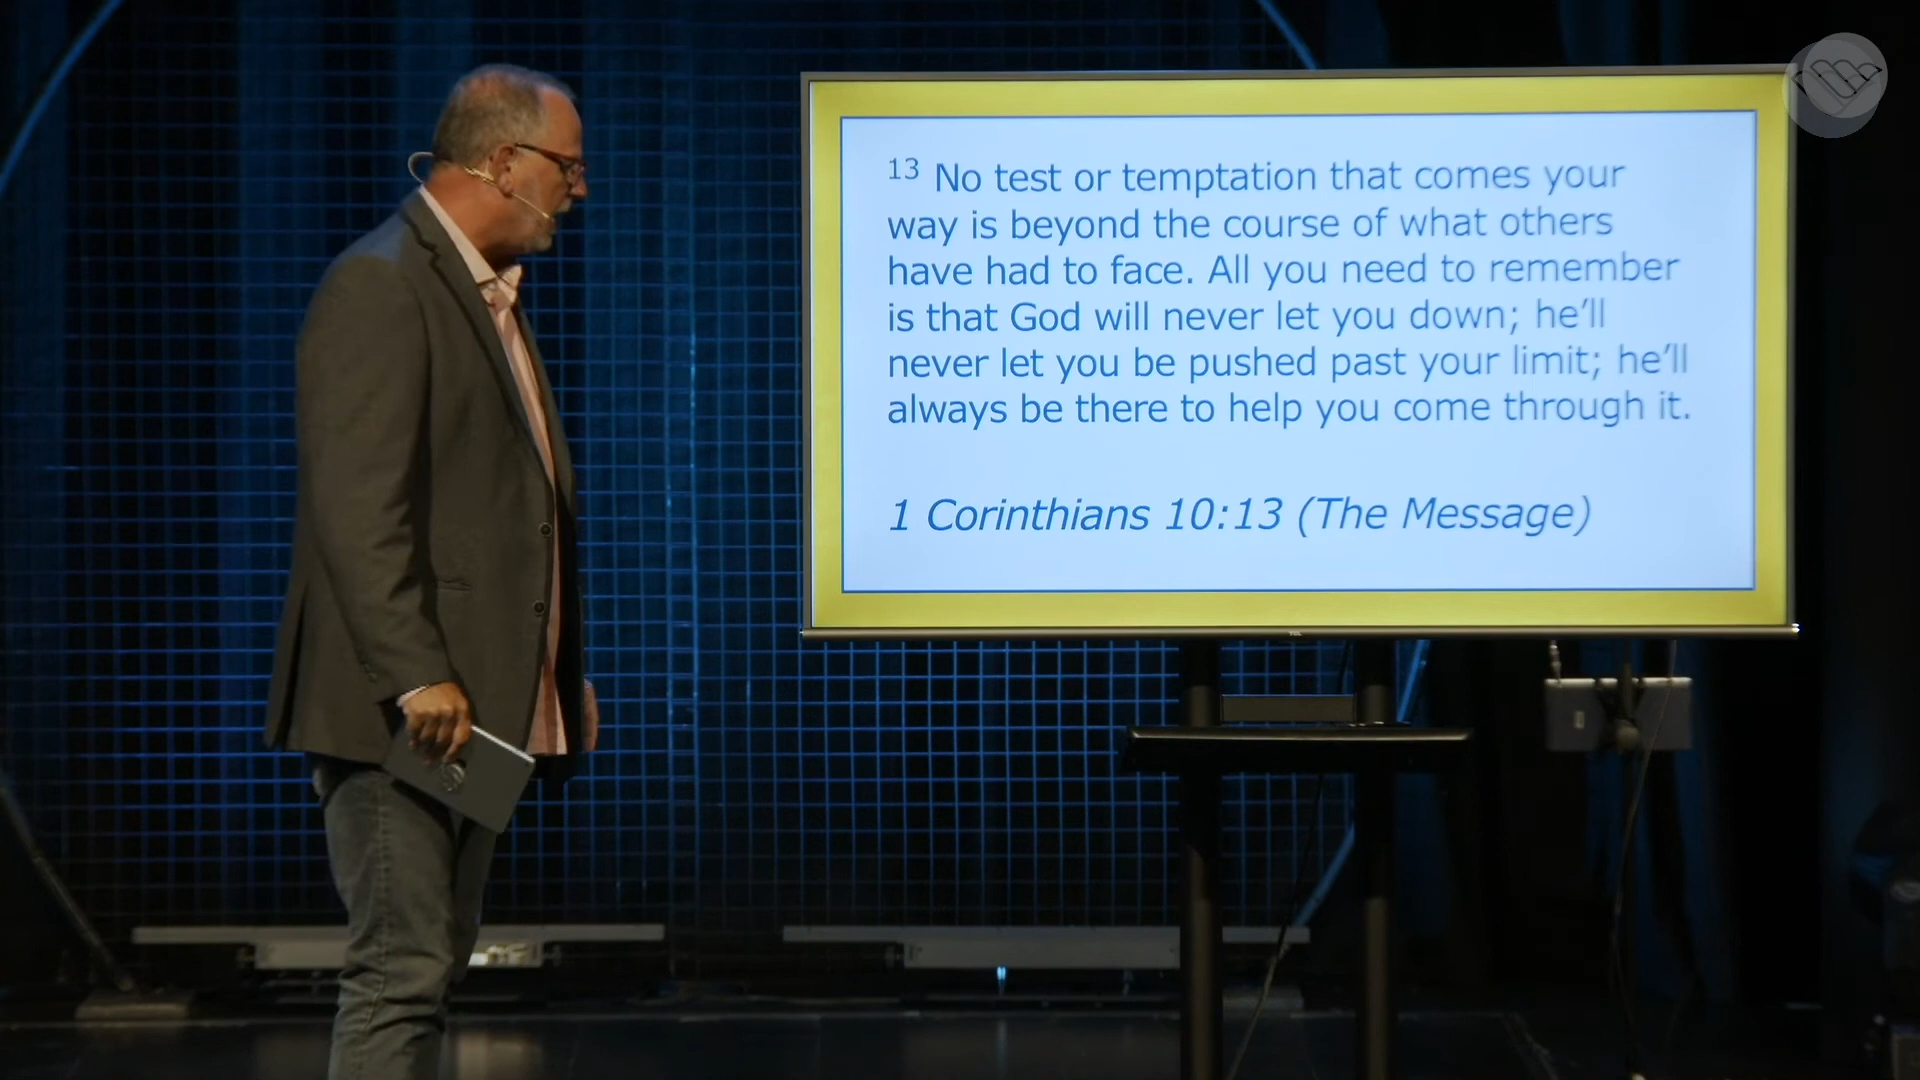 13 No test or temptation that comes your
way is beyond the course of what others
have had to face. All you need to remember
is that God will never let you down; he’ll
never let you be pushed past your limit; he’ll
always be there to help you come through it.
1 Corinthians 10:13 (The Message)